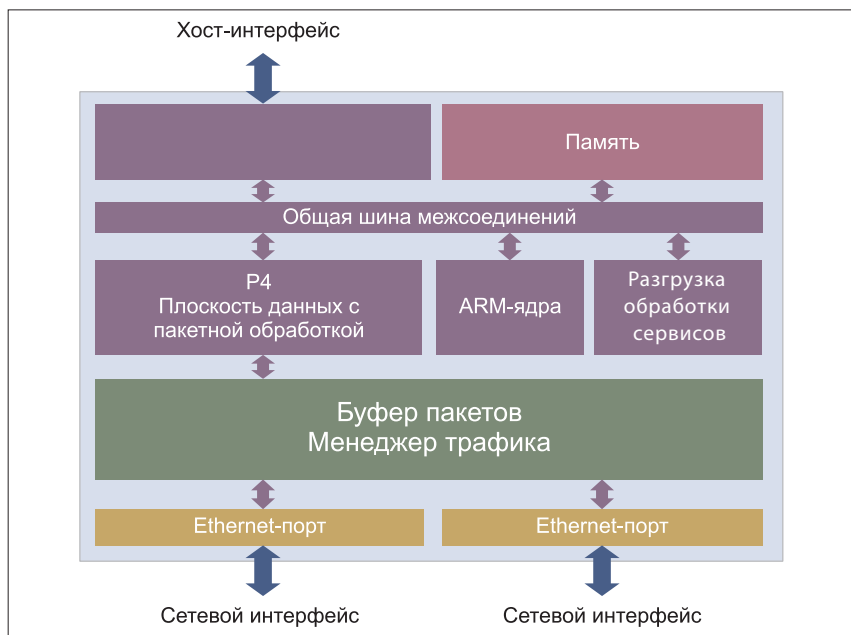 Хост-интерфейс
Память
Общая шина межсоединений
P4
Плоскость данных с
пакетной обработкой
ARM-ядра
Разгрузка
обработки
сервисов
Буфер пакетов
Менеджер трафика
Ethernet-порт
Ethernet-порт
Сетевой интерфейс
Сетевой интерфейс